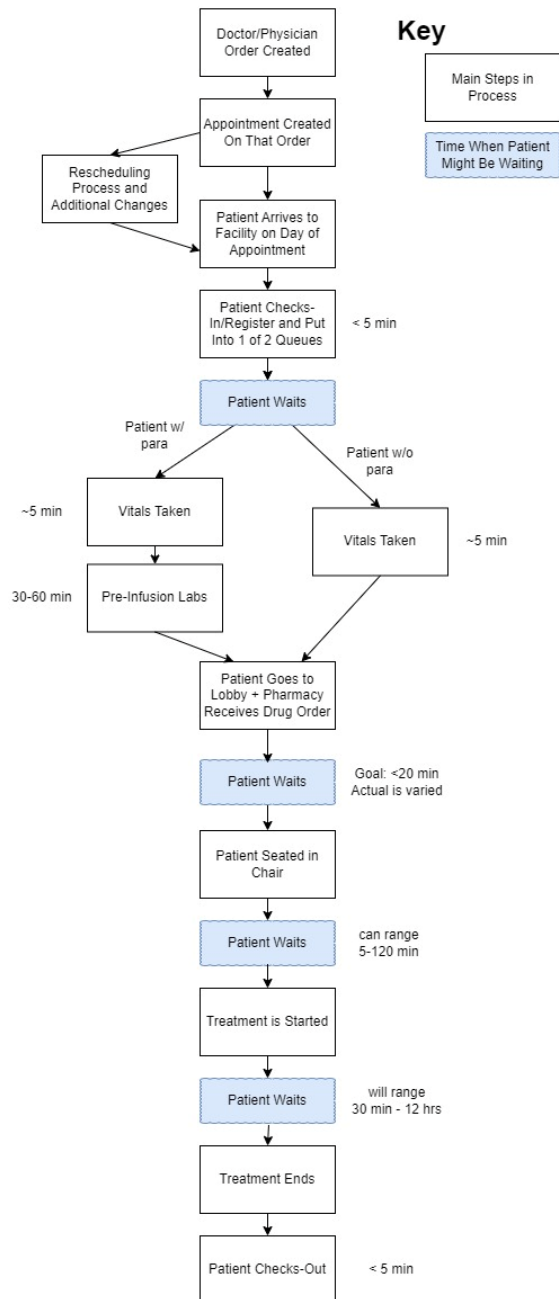 Doctor/Physician
Order Created
Key
Main Steps in
Process
Time When Patient
Might Be Waiting
Appointment Created
On That Order
Rescheduling
Process and
Additional Changes
Patient Arrives to
Facility on Day of
Appointment
Patient Checks-
In/Register and Put
Into 1 of 2 Queues
< 5 min
Patient Waits
Patient w/
para
Patient w/o
para
~5 min
Vitals Taken
Vitals Taken
~5 min
30-60 min
Pre-Infusion Labs
Patient Goes to
Lobby + Pharmacy
Receives Drug Order
Patient Waits
Goal: <20 min
Actual is varied
Patient Seated in
Chair
Patient Waits
can range
5-120 min
Treatment is Started
Patient Waits
will range
30 min - 12 hrs
Treatment Ends
Patient Checks-Out
< 5 min